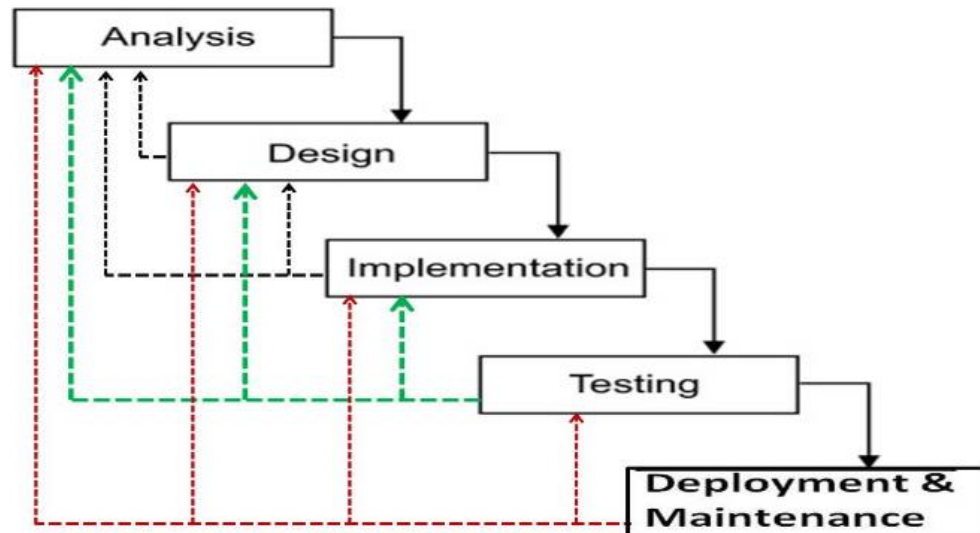 Analysis
Design
Implementation
Testing
Deployment &
Maintenance